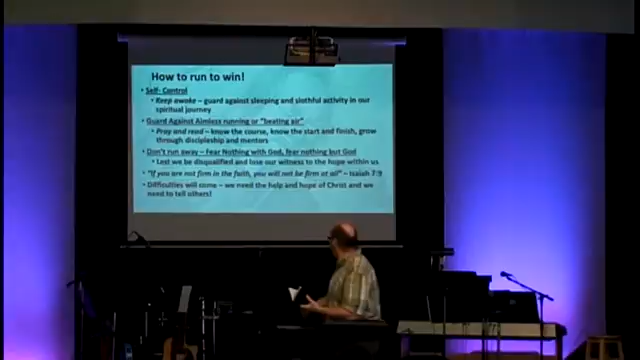 How to run to win!
• Self- Control
• Keep awake – guard against sleeping and slothful activity in our
spiritual journey
• Guard Against Aimless running or "beating air"
• Pray and read – know the course, know the start and finish, grow
through discipleship and mentors
• Don't run away – Fear Nothing with God, fear nothing but God
• Lest we be disqualified and lose our witness to the hope within us
• "If you are not firm in the faith, you will not be firm at all" – Isaiah 7:9
• Difficulties will come – we need the help and hope of Christ and we
need to tell others!